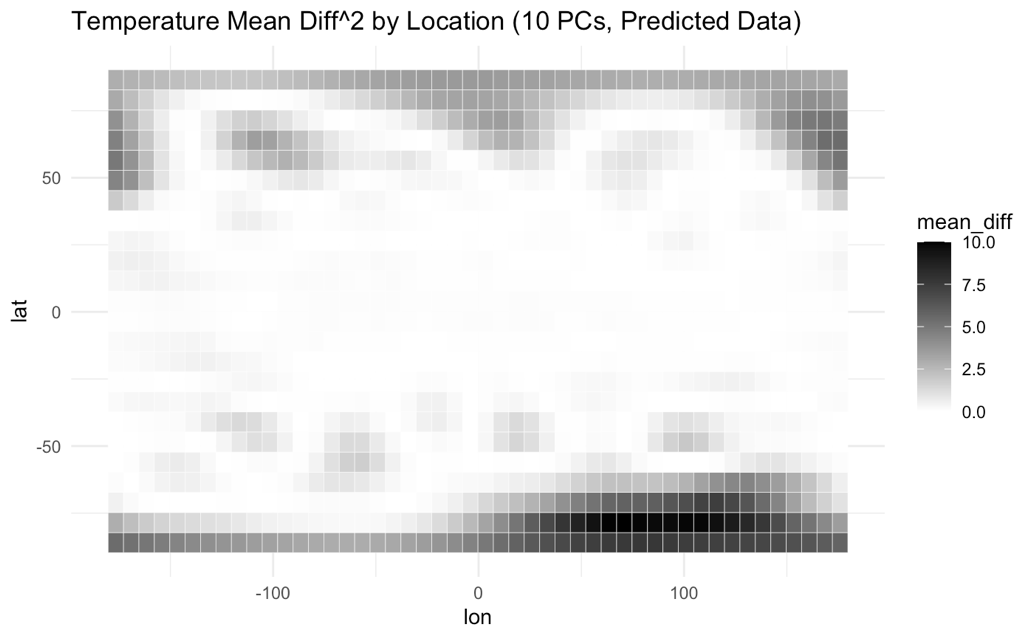 Temperature Mean Diff^2 by Location (10 PCs, Predicted Data)
50
0
-50
lat
-100
0
100
lon
mean_diff
10.0
7.5
5.0
2.5
0.0